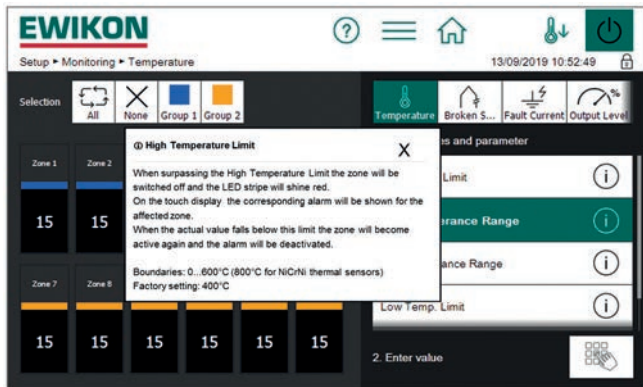 EWIKON
?
Setup ▸ Monitoring ▸ Temperature
13/09/2019 10:52:49
Selection
All
None
Group 1
Group 2
Temperature
Broken S...
Fault Current
Output Level
High Temperature Limit
X
When surpassing the High Temperature Limit the zone will be
switched off and the LED stripe will shine red.
On the touch display the corresponding alarm will be shown for the
affected zone.
When the actual value falls below this limit the zone will become
active again and the alarm will be deactivated.
Boundaries: 0...600°C (800°C for NiCrNi thermal sensors)
Factory setting: 400°C
Zone 1
Zone 2
15
15
Zone 7
Zone 8
15
15
15
15
15
15
and parameter
Limit
Range
Range
Low Temp. Limit
2. Enter value